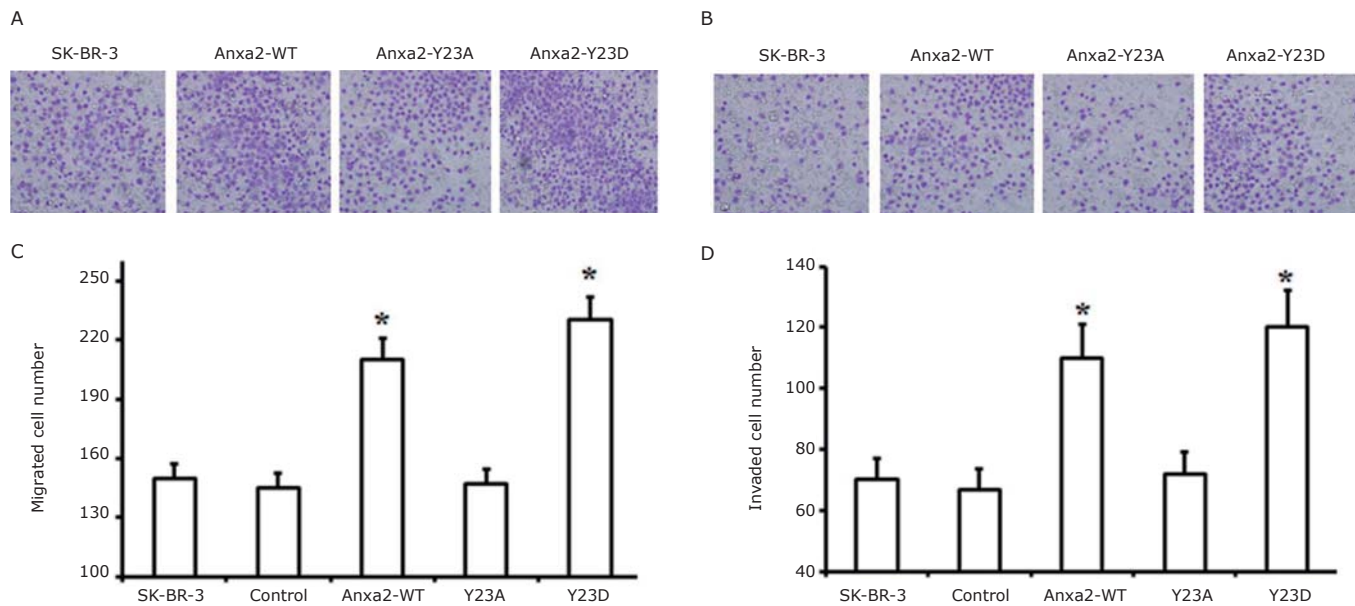 A
SK-BR-3 Anxa2-WT Anxa2-Y23A Anxa2-Y23D
B
SK-BR-3 Anxa2-WT Anxa2-Y23A Anxa2-Y23D
C
Migrated cell number
250
220
190
160
130
100
*
*
SK-BR-3 Control Anxa2-WT Y23A Y23D
D
Invaded cell number
140
120
100
80
60
40
*
*
SK-BR-3 Control Anxa2-WT Y23A Y23D